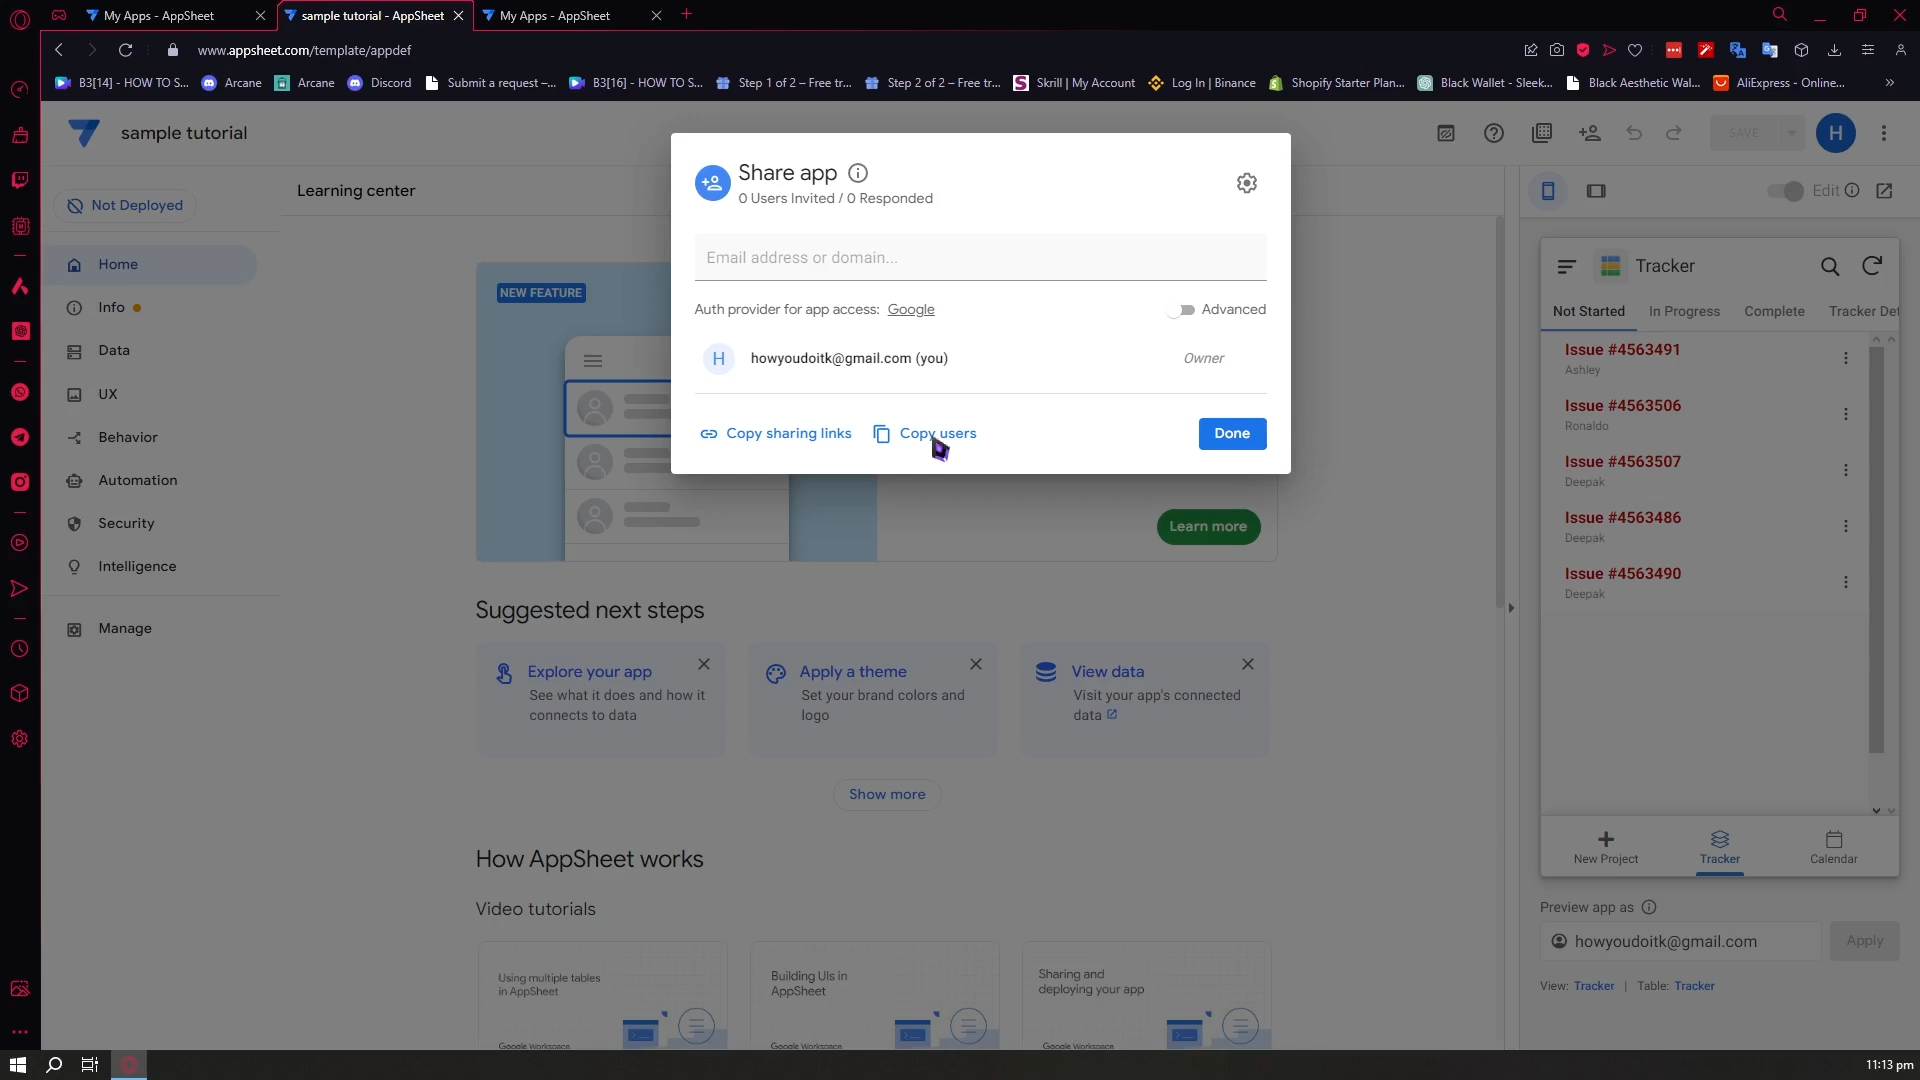 My Apps - AppSheet
sample tutorial - AppSheet
My Apps - AppSheet
www.appsheet.com/template/appdef
B3[14] - HOW TO S...
Arcane
Arcane
Discord
Submit a request –...
B3[16] - HOW TO S...
Step 1 of 2 – Free tr...
Step 2 of 2 – Free tr...
Skrill | My Account
Log In | Binance
Shopify Starter Plan...
Black Wallet - Sleek...
Black Aesthetic Wal...
AliExpress - Online...
sample tutorial
SAVE
H
Not Deployed
Home
Info
Data
UX
Behavior
Automation
Security
Intelligence
Manage
Learning center
NEW FEATURE
Share app
0 Users Invited / 0 Responded
Email address or domain...
Auth provider for app access: Google
Advanced
H
howyoudoitk@gmail.com (you)
Owner
Copy sharing links
Copy users
Done
Learn more
Suggested next steps
Explore your app
See what it does and how it
connects to data
Apply a theme
Set your brand colors and
logo
View data
Visit your app's connected
data
Show more
How AppSheet works
Video tutorials
Using multiple tables
in AppSheet
Google Workspace
Building UIs in
AppSheet
Google Workspace
Sharing and
deploying your app
Google Workspace
Edit
Tracker
Not Started
In Progress
Complete
Tracker Det
Issue #4563491
Ashley
Issue #4563506
Ronaldo
Issue #4563507
Deepak
Issue #4563486
Deepak
Issue #4563490
Deepak
New Project
Tracker
Calendar
Preview app as
howyoudoitk@gmail.com
Apply
View: Tracker | Table: Tracker
11:13 pm